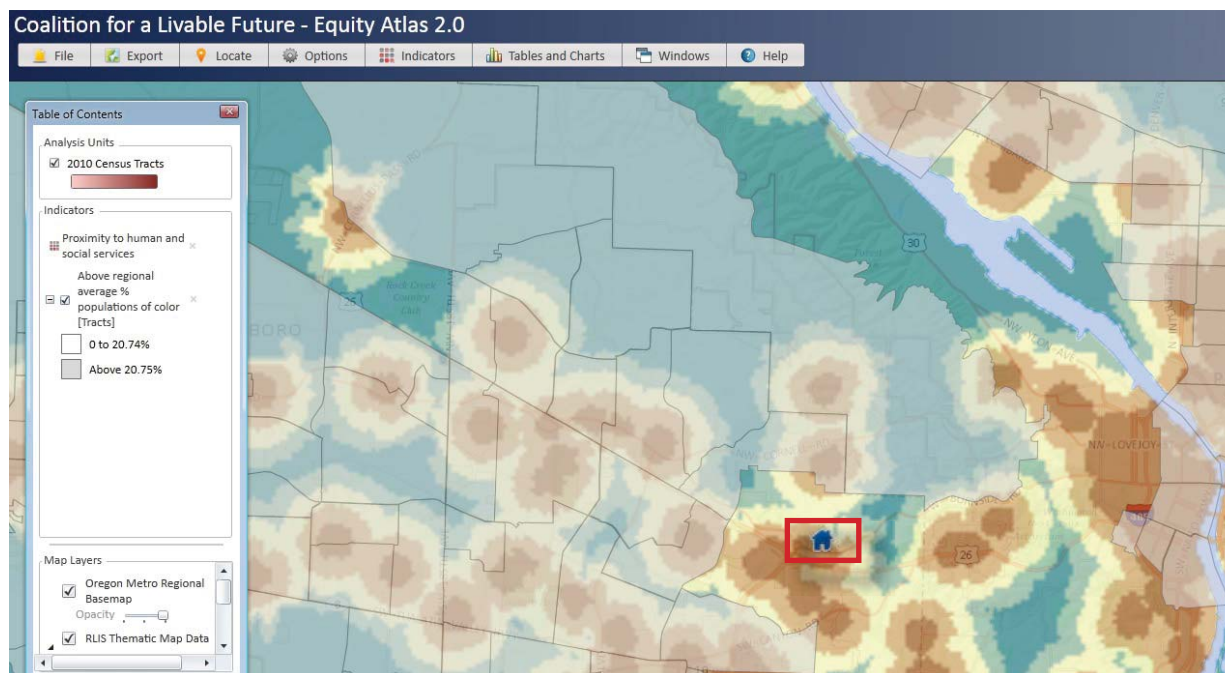 Coalition for a Livable Future - Equity Atlas 2.0
File
Export
Locate
Options
Indicators
Tables and Charts
Windows
Help
Table of Contents
Analysis Units
2010 Census Tracts
Indicators
Proximity to human and
social services
Above regional
average %
populations of color
[Tracts]
0 to 20.74%
Above 20.75%
Map Layers
Oregon Metro Regional
Basemap
Opacity
RLIS Thematic Map Data
Rock Creek
Country
Club
BORO
30
26
NW-LOVEJOY